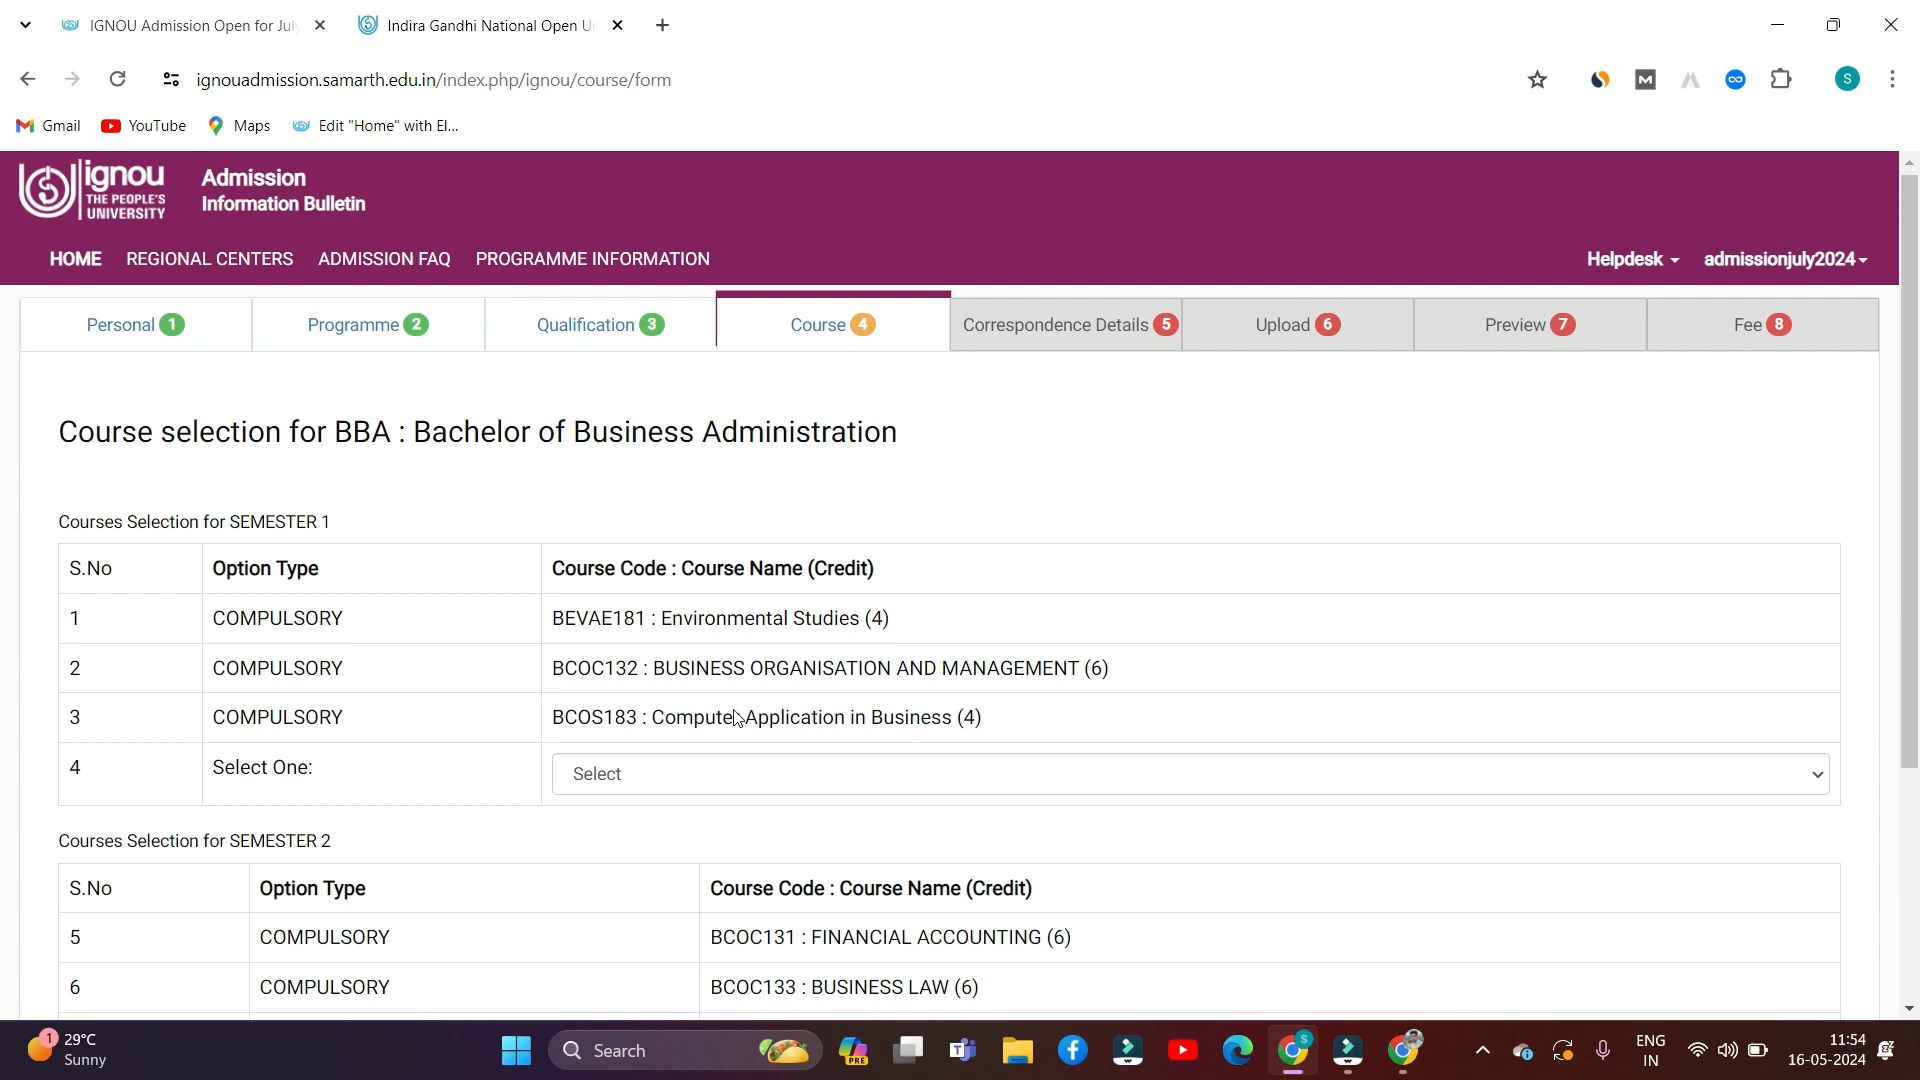 IGNOU Admission Open for Jul
Indira Gandhi National Open U
ignouadmission.samarth.edu.in/index.php/ignou/course/form
S
Gmail
YouTube
Maps
Edit "Home" with El...
ignou
THE PEOPLE'S
UNIVERSITY
Admission
Information Bulletin
HOME REGIONAL CENTERS ADMISSION FAQ PROGRAMME INFORMATION
Helpdesk admissionjuly2024
Personal 1
Programme 2
Qualification 3
Course 4
Correspondence Details 5
Upload 6
Preview 7
Fee 8
Course selection for BBA : Bachelor of Business Administration
Courses Selection for SEMESTER 1
S.No Option Type Course Code : Course Name (Credit)
1 COMPULSORY BEVAE181 : Environmental Studies (4)
2 COMPULSORY BCOC132 : BUSINESS ORGANISATION AND MANAGEMENT (6)
3 COMPULSORY BCOS183 : Compute Application in Business (4)
4 Select One: Select
Courses Selection for SEMESTER 2
S.No Option Type Course Code : Course Name (Credit)
5 COMPULSORY BCOC131 : FINANCIAL ACCOUNTING (6)
6 COMPULSORY BCOC133 : BUSINESS LAW (6)
1
29°C
Sunny
Search
PRE
ENG
IN
11:54
16-05-2024